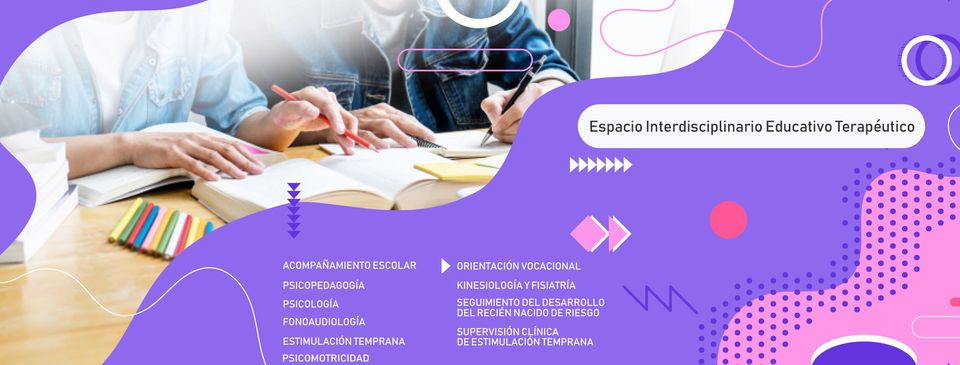 Espacio Interdisciplinario Educativo Terapéutico
ACOMPAÑAMIENTO ESCOLAR
PSICOPEDAGOGÍA
PSICOLOGÍA
FONOAUDIOLOGÍA
ESTIMULACIÓN TEMPRANA
PSICOMOTRICIDAD
ORIENTACIÓN VOCACIONAL
KINESIOLOGÍA Y FISIATRÍA
SEGUIMIENTO DEL DESARROLLO
DEL RECIÉN NACIDO DE RIESGO
SUPERVISIÓN CLÍNICA
DE ESTIMULACIÓN TEMPRANA